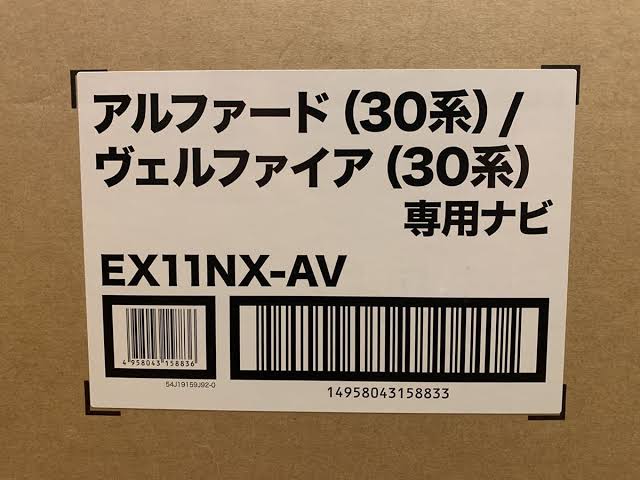 アルファード(30系)/
ヴェルファイア(30系)
専用ナビ
EX11NX-AV
4 958043 158836
54J19159J92-0
14958043158833